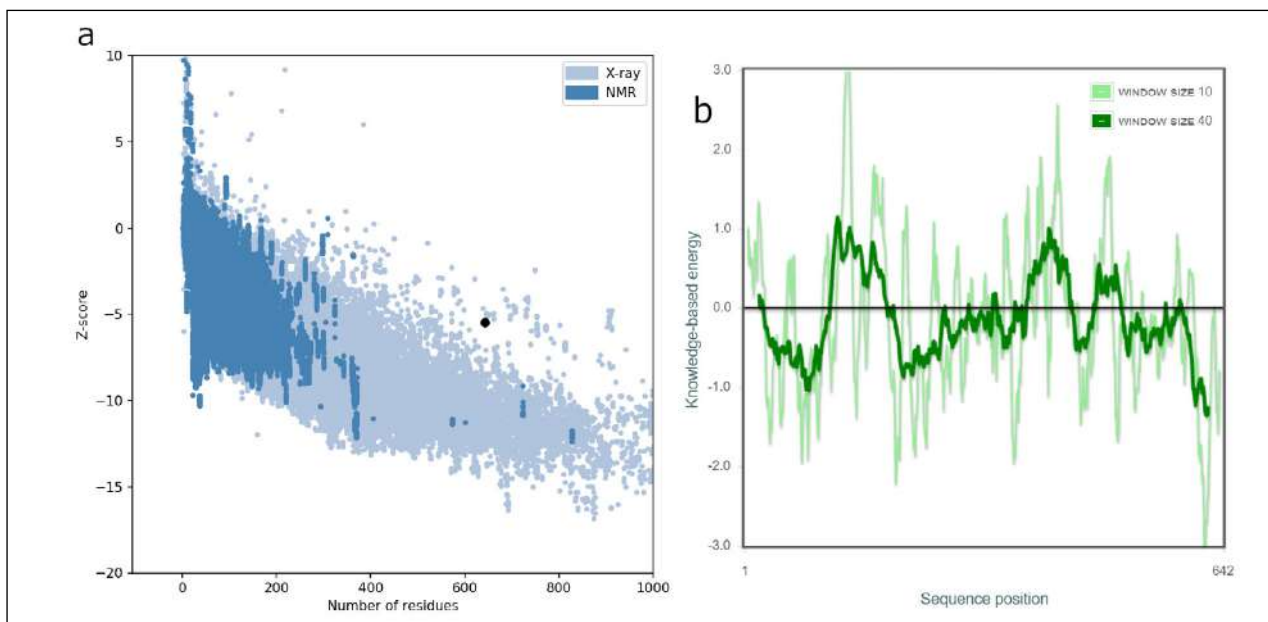 a
10
5
0
−5
−10
−15
−20
Z-score
0
200
400
600
800
1000
Number of residues
X-ray
NMR
b
3.0
2.0
1.0
0.0
-1.0
-2.0
-3.0
Knowledge-based energy
WINDOW SIZE 10
WINDOW SIZE 40
1
642
Sequence position